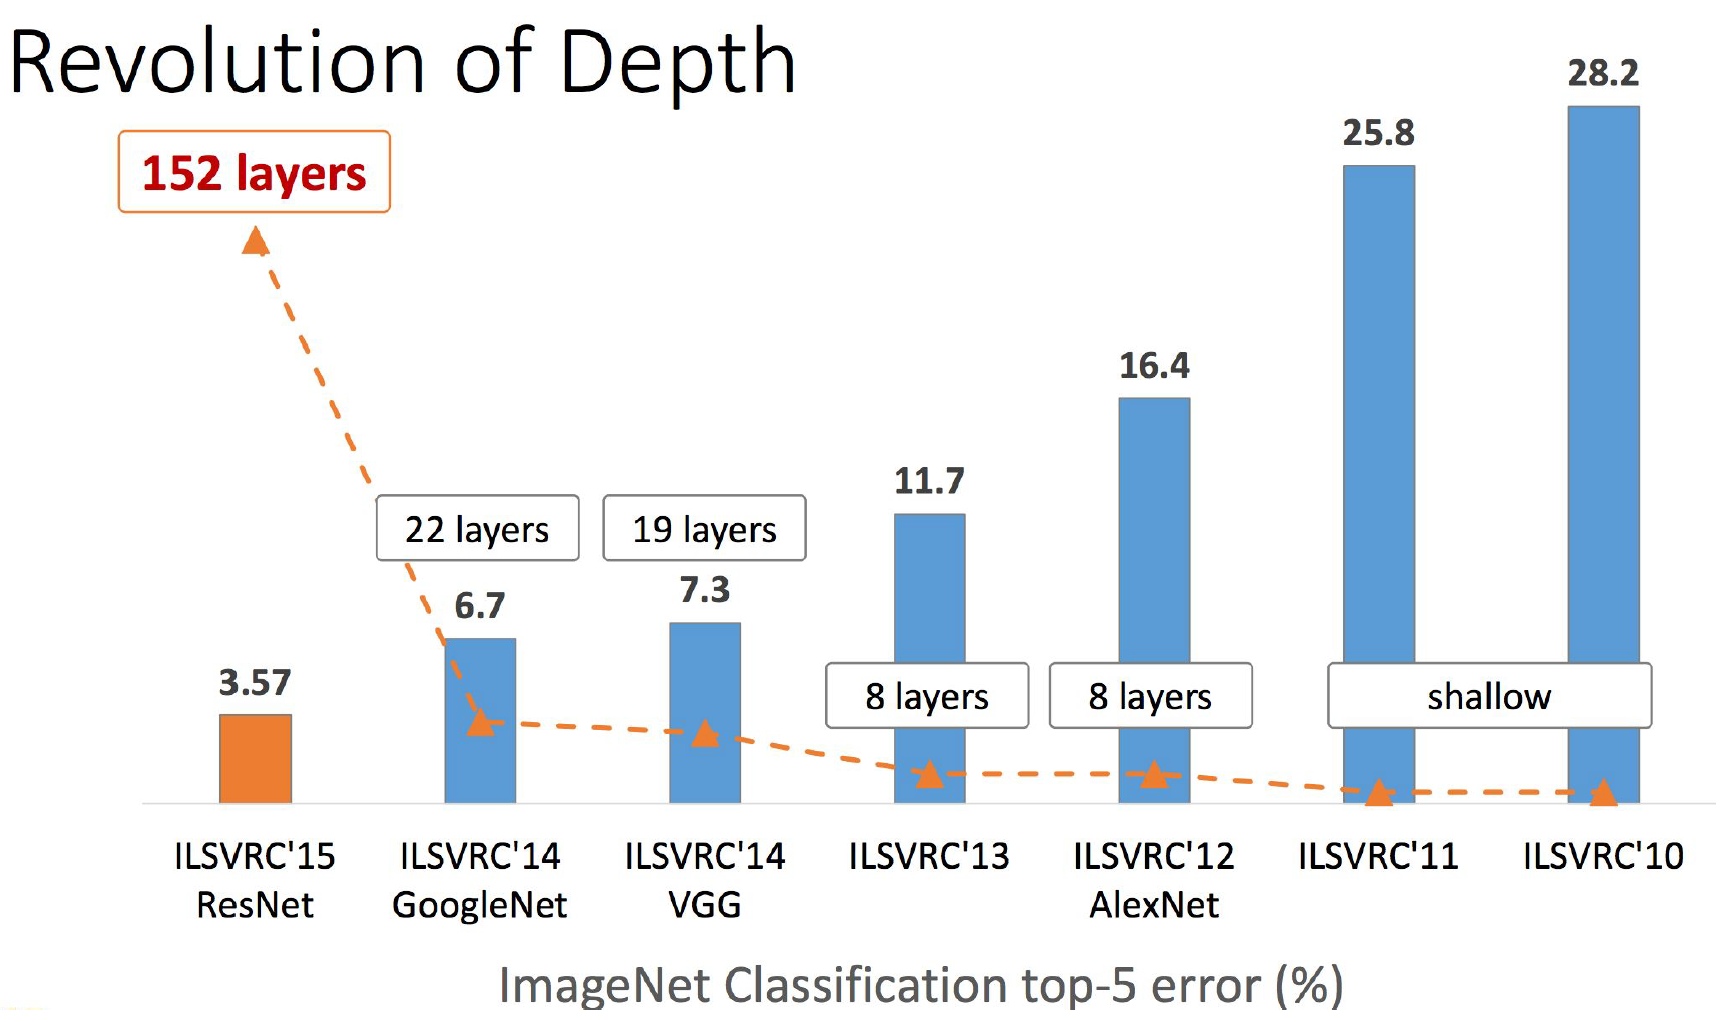 Revolution of Depth
28.2
25.8
152 layers
16.4
11.7
22 layers
19 layers
6.7
7.3
3.57
8 layers
8 layers
shallow
ILSVRC'15
ResNet
ILSVRC'14
GoogleNet
ILSVRC'14
VGG
ILSVRC'13
ILSVRC'12
AlexNet
ILSVRC'11
ILSVRC'10
ImageNet Classification top-5 error (%)